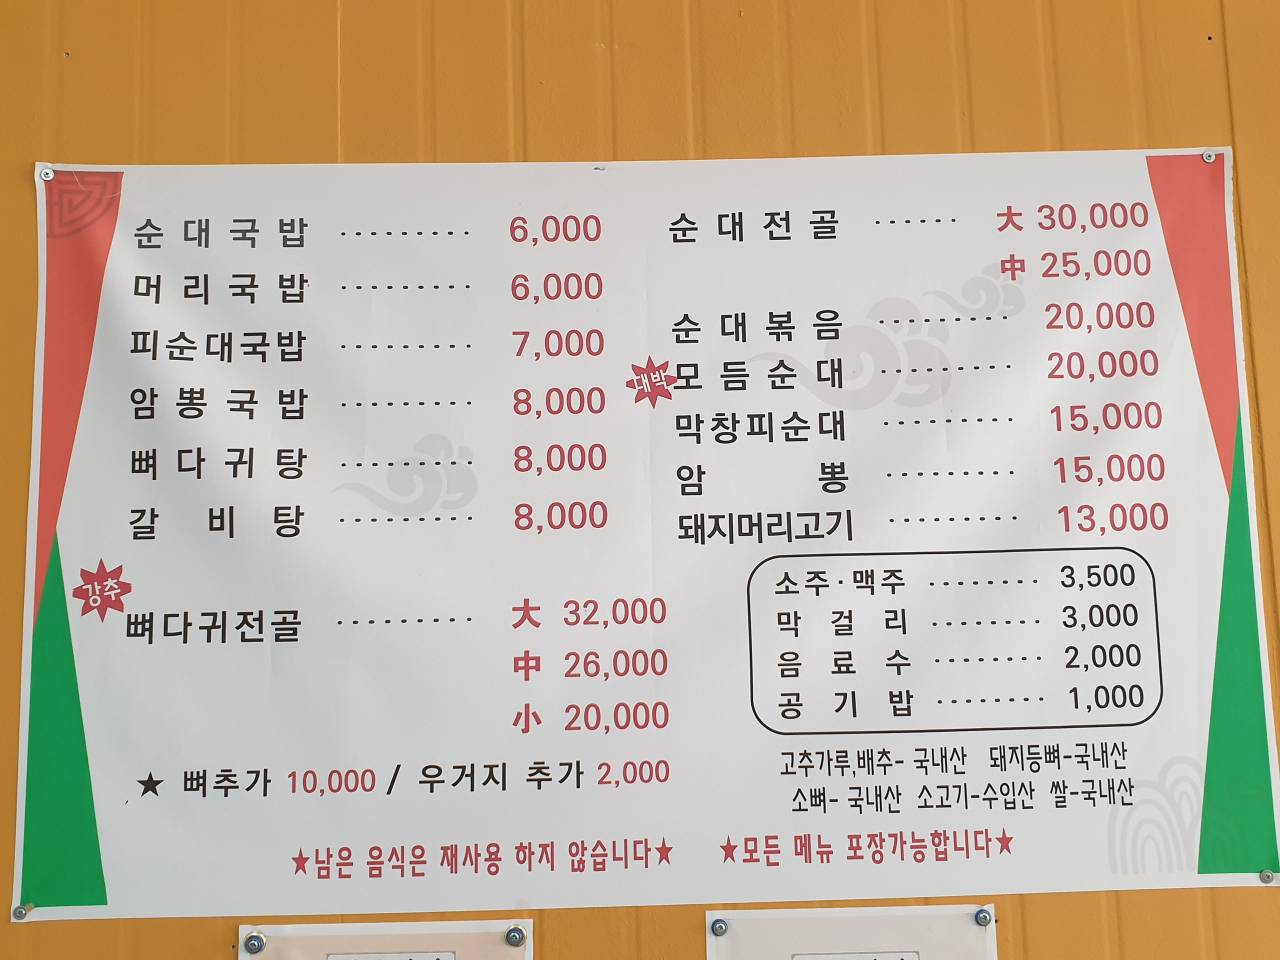 순대국밥 ········· 6,000
머리국밥 ········· 6,000
피순대국밥 ········· 7,000
암뽕국밥 ········· 8,000
뼈다귀탕 ········· 8,000
갈비탕 ········· 8,000
강추
뼈다귀전골 ········· 大 32,000
中 26,000
小 20,000
★ 뼈추가 10,000 / 우거지 추가 2,000
순대전골 ······ 大 30,000
中 25,000
순대볶음 ········· 20,000
대박
모듬순대 ········· 20,000
막창피순대 ········· 15,000
암뽕 ········· 15,000
돼지머리고기 ········· 13,000
소주·맥주 ········ 3,500
막걸리 ········ 3,000
음료수 ········ 2,000
공기밥 ········ 1,000
고추가루,배추- 국내산 돼지등뼈-국내산
소뼈- 국내산 소고기-수입산 쌀-국내산
★남은 음식은 재사용 하지 않습니다★ ★모든 메뉴 포장가능합니다★